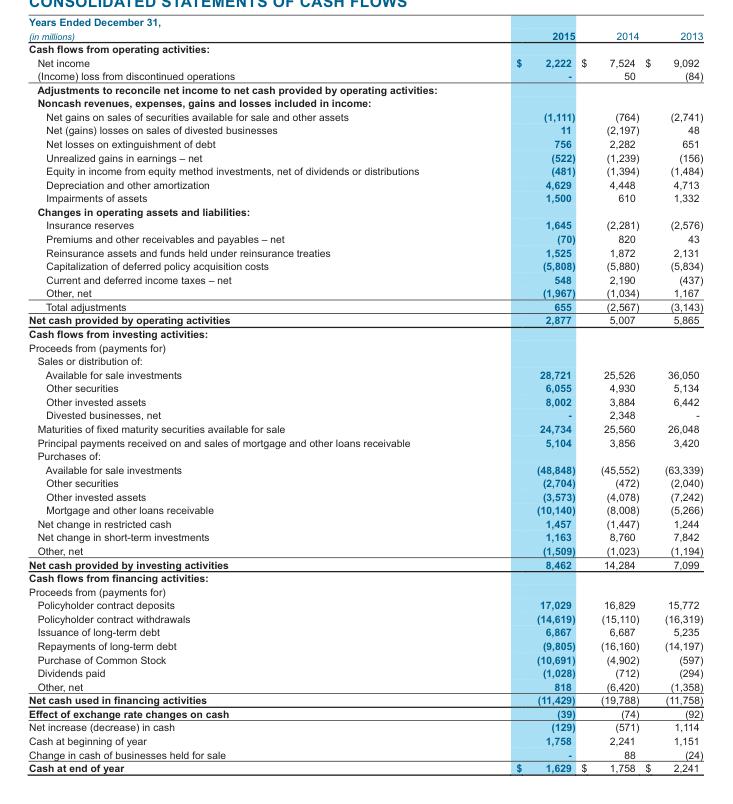 CONSOLIDATED STATEMENTS OF CASH FLOWS
Years Ended December 31,
(in millions) 2015 2014 2013
Cash flows from operating activities:
Net income $ 2,222 $ 7,524 $ 9,092
(Income) loss from discontinued operations - 50 (84)
Adjustments to reconcile net income to net cash provided by operating activities:
Noncash revenues, expenses, gains and losses included in income:
Net gains on sales of securities available for sale and other assets (1,111) (764) (2,741)
Net (gains) losses on sales of divested businesses 11 (2,197) 48
Net losses on extinguishment of debt 756 2,282 651
Unrealized gains in earnings – net (522) (1,239) (156)
Equity in income from equity method investments, net of dividends or distributions (481) (1,394) (1,484)
Depreciation and other amortization 4,629 4,448 4,713
Impairments of assets 1,500 610 1,332
Changes in operating assets and liabilities:
Insurance reserves 1,645 (2,281) (2,576)
Premiums and other receivables and payables – net (70) 820 43
Reinsurance assets and funds held under reinsurance treaties 1,525 1,872 2,131
Capitalization of deferred policy acquisition costs (5,808) (5,880) (5,834)
Current and deferred income taxes – net 548 2,190 (437)
Other, net (1,967) (1,034) 1,167
Total adjustments 655 (2,567) (3,143)
Net cash provided by operating activities 2,877 5,007 5,865
Cash flows from investing activities:
Proceeds from (payments for)
Sales or distribution of:
Available for sale investments 28,721 25,526 36,050
Other securities 6,055 4,930 5,134
Other invested assets 8,002 3,884 6,442
Divested businesses, net - 2,348 -
Maturities of fixed maturity securities available for sale 24,734 25,560 26,048
Principal payments received on and sales of mortgage and other loans receivable 5,104 3,856 3,420
Purchases of:
Available for sale investments (48,848) (45,552) (63,339)
Other securities (2,704) (472) (2,040)
Other invested assets (3,573) (4,078) (7,242)
Mortgage and other loans receivable (10,140) (8,008) (5,266)
Net change in restricted cash 1,457 (1,447) 1,244
Net change in short-term investments 1,163 8,760 7,842
Other, net (1,509) (1,023) (1,194)
Net cash provided by investing activities 8,462 14,284 7,099
Cash flows from financing activities:
Proceeds from (payments for)
Policyholder contract deposits 17,029 16,829 15,772
Policyholder contract withdrawals (14,619) (15,110) (16,319)
Issuance of long-term debt 6,867 6,687 5,235
Repayments of long-term debt (9,805) (16,160) (14,197)
Purchase of Common Stock (10,691) (4,902) (597)
Dividends paid (1,028) (712) (294)
Other, net 818 (6,420) (1,358)
Net cash used in financing activities (11,429) (19,788) (11,758)
Effect of exchange rate changes on cash (39) (74) (92)
Net increase (decrease) in cash (129) (571) 1,114
Cash at beginning of year 1,758 2,241 1,151
Change in cash of businesses held for sale - 88 (24)
Cash at end of year $ 1,629 $ 1,758 $ 2,241